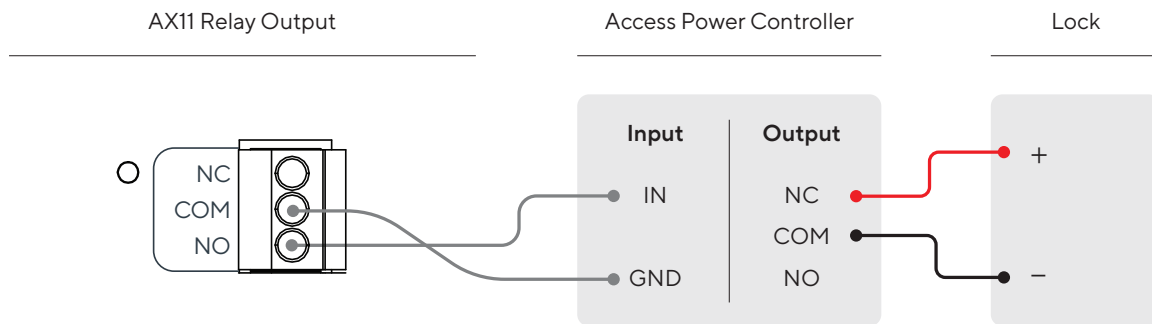 AX11 Relay Output
Access Power Controller
Lock
NC
COM
NO
Input
Output
IN
GND
NC
COM
NO
+
−